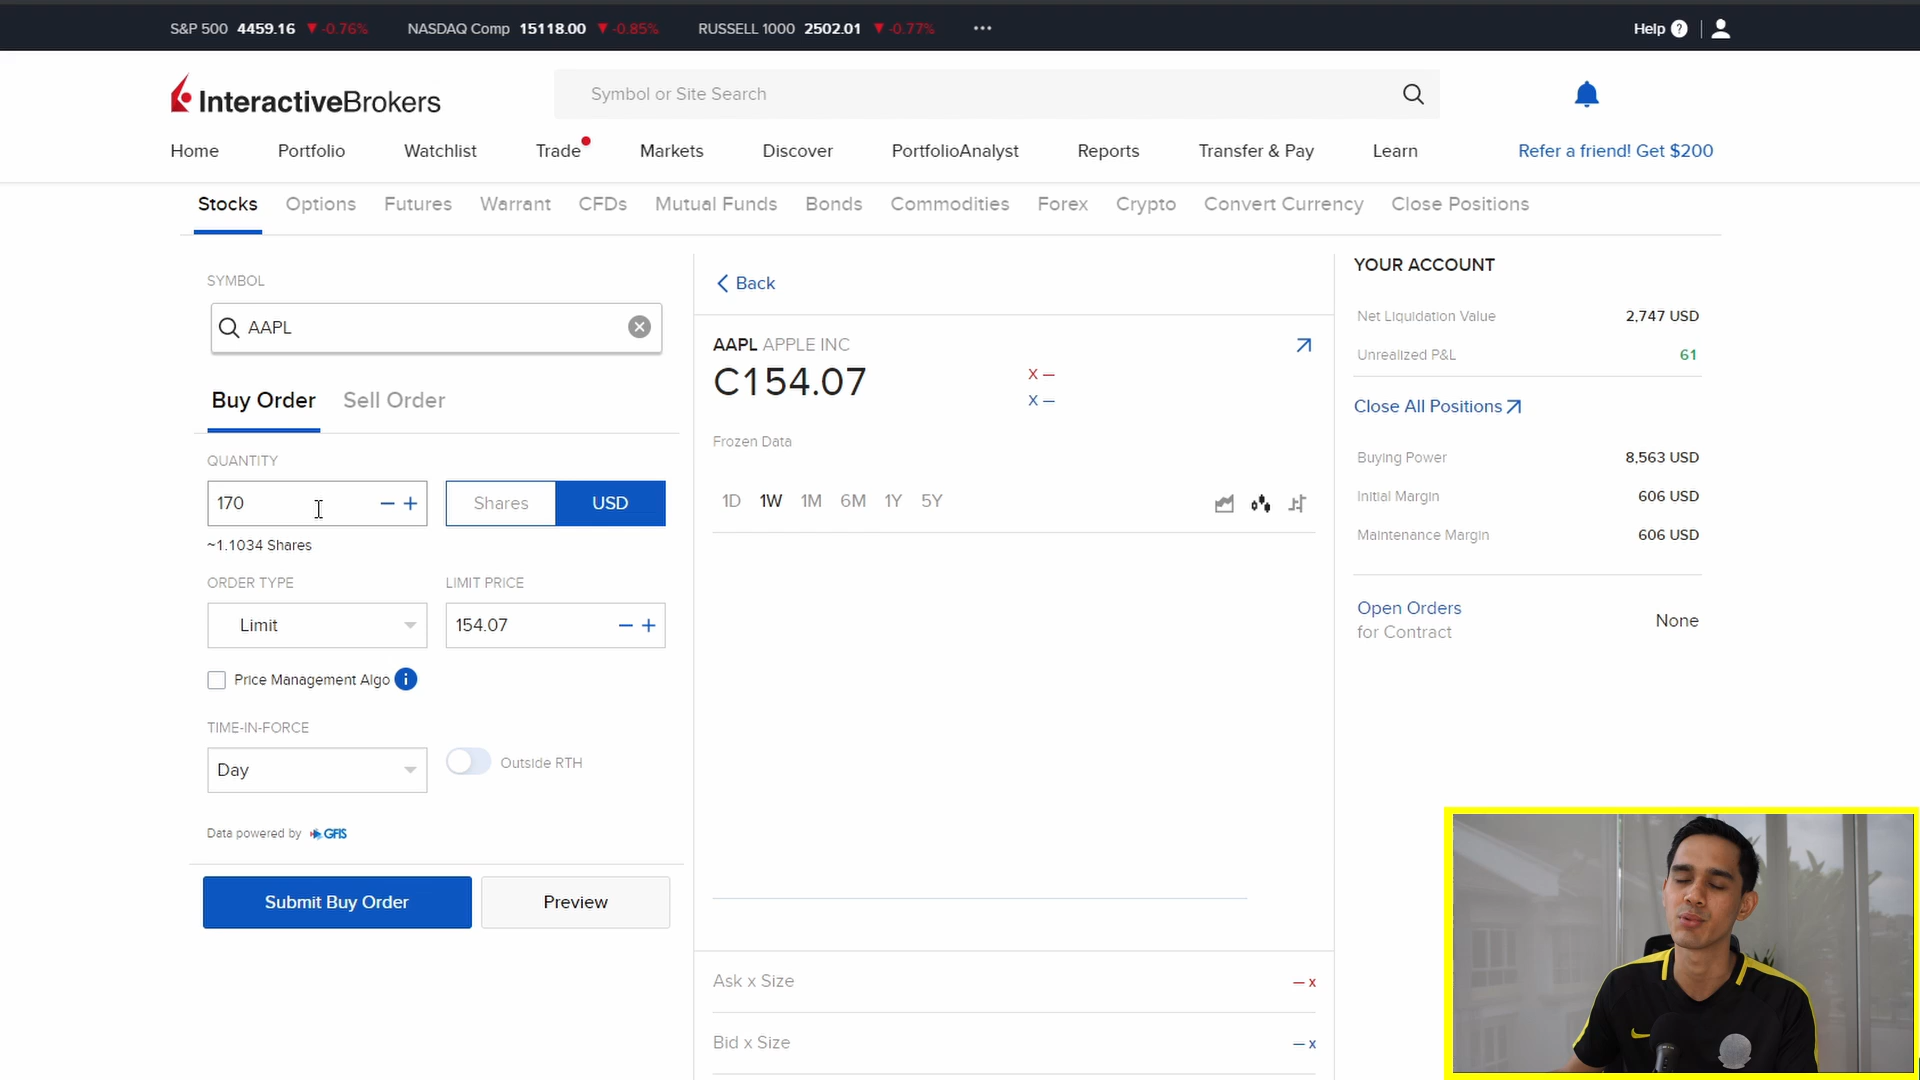 S&P 500 4459.16 ▼ -0.76% NASDAQ Comp 15118.00 ▼ -0.85% RUSSELL 1000 2502.01 ▼ -0.77% ••• Help ?
InteractiveBrokers
Symbol or Site Search
Home Portfolio Watchlist Trade Markets Discover PortfolioAnalyst Reports Transfer & Pay Learn Refer a friend! Get $200
Stocks Options Futures Warrant CFDs Mutual Funds Bonds Commodities Forex Crypto Convert Currency Close Positions
SYMBOL
AAPL
Buy Order Sell Order
QUANTITY
170 − + Shares USD
~1.1034 Shares
ORDER TYPE LIMIT PRICE
Limit 154.07 − +
Price Management Algo i
TIME-IN-FORCE
Day Outside RTH
Data powered by GFIS
Submit Buy Order Preview
Back
AAPL APPLE INC
C154.07
X —
X —
Frozen Data
1D 1W 1M 6M 1Y 5Y
Ask x Size — x
Bid x Size — x
YOUR ACCOUNT
Net Liquidation Value 2,747 USD
Unrealized P&L 61
Close All Positions
Buying Power 8,563 USD
Initial Margin 606 USD
Maintenance Margin 606 USD
Open Orders
for Contract None